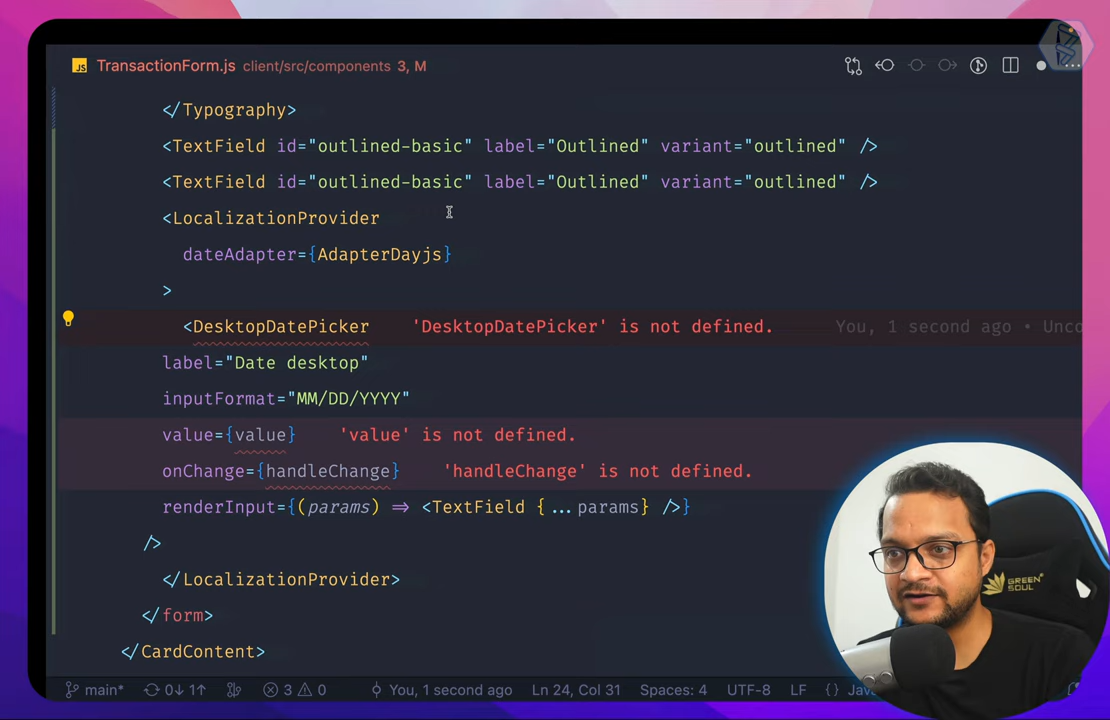 JS TransactionForm.js client/src/components 3, M
</Typography>
<TextField id="outlined-basic" label="Outlined" variant="outlined" />
<TextField id="outlined-basic" label="Outlined" variant="outlined" />
<LocalizationProvider
dateAdapter={AdapterDayjs}
>
<DesktopDatePicker 'DesktopDatePicker' is not defined. You, 1 second ago •
label="Date desktop"
inputFormat="MM/DD/YYYY"
value={value} 'value' is not defined.
onChange={handleChange} 'handleChange' is not defined.
renderInput={(params) => <TextField {...params} />}
/>
</LocalizationProvider>
</form>
</CardContent>
main* 0↓ 1↑ 3 0 You, 1 second ago Ln 24, Col 31 Spaces: 4 UTF-8 LF {}
GREEN SOUL